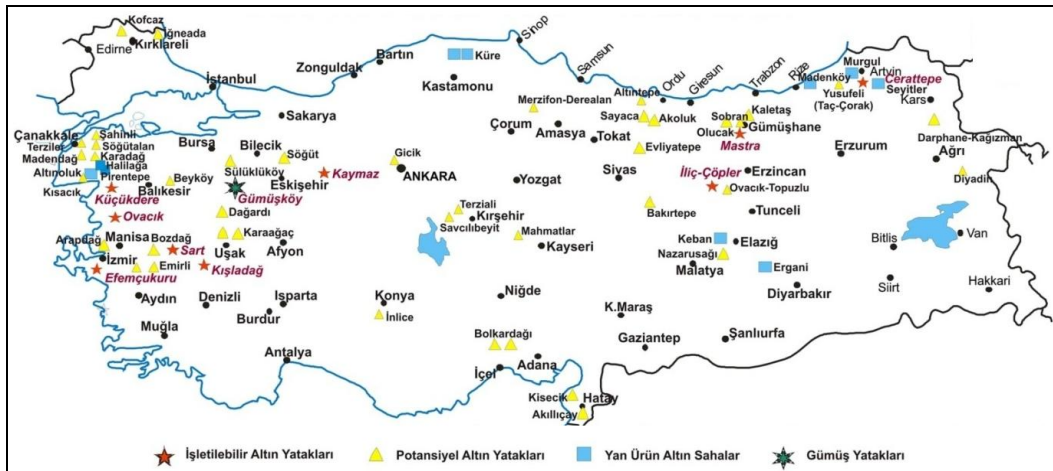 Kofcaz
İğneada
Edirne
Kırklareli
İstanbul
Sinop
Bartın
Küre
Zonguldak
Kastamonu
Samsun
Ordu
Giresun
Trabzon
Rize
Murgul
Artvin
Madenköy
Cerattepe
Seyitler
Yusufeli
(Taç-Çorak)
Kars
Altıntepe
Merzifon-Derealan
Sayaca
Akoluk
Sobran
Kaletaş
Gümüşhane
Olucak
Mastra
Sakarya
Çorum
Amasya
Tokat
Evliyatepe
Darphane-Kağızman
Erzurum
Ağrı
Diyadin
Çanakkale
Şahinli
Terziler
Söğütalan
Madendağ
Karadağ
Halilağa
Altınoluk
Pirentepe
Kısacık
Küçükdere
Bursa
Bilecik
Söğüt
Sülüklüköy
Eskişehir
Kaymaz
Gicik
ANKARA
Yozgat
Sivas
İliç-Çöpler
Erzincan
Ovacık-Topuzlu
Tunceli
Balıkesir
Beyköy
Gümüşköy
Ovacık
Dağardı
Karaağaç
Terziali
Kırşehir
Savcılıbeyit
Mahmatlar
Kayseri
Bakırtepe
Keban
Elazığ
Nazaruşağı
Malatya
Ergani
Diyarbakır
Bitlis
Van
Siirt
Hakkari
Arapdağ
Manisa
Bozdağ
Sart
Uşak
Afyon
İzmir
Emirli
Kışladağ
Efemçukuru
Aydın
Denizli
Isparta
Burdur
Konya
İnlice
Niğde
K.Maraş
Muğla
Antalya
Bolkardağı
İçel
Adana
Gaziantep
Şanlıurfa
Kisecik
Hatay
Akıllıçay
İşletilebilir Altın Yatakları
Potansiyel Altın Yatakları
Yan Ürün Altın Sahalar
Gümüş Yatakları